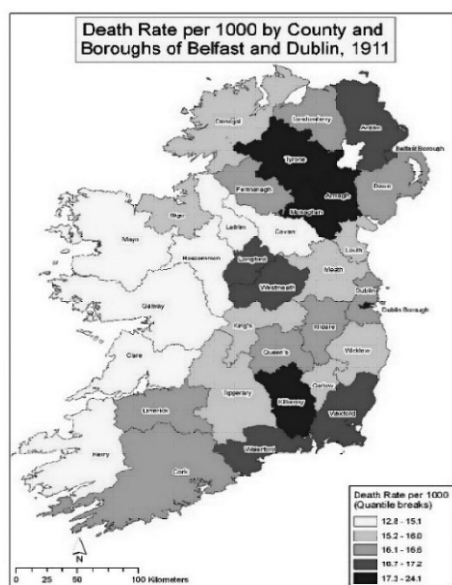 Death Rate per 1000 by County and
Boroughs of Belfast and Dublin, 1911
Donegal
Londonderry
Antrim
Belfast Borough
Tyrone
Fermanagh
Armagh
Down
Monaghan
Sligo
Leitrim
Cavan
Mayo
Roscommon
Longford
Louth
Meath
Westmeath
Galway
Dublin
Dublin Borough
King's
Kildare
Queen's
Wicklow
Clare
Tipperary
Carlow
Kilkenny
Limerick
Wexford
Waterford
Kerry
Cork
N
0 25 50 100 Kilometers
Death Rate per 1000
(Quantile breaks)
12.8 - 15.1
15.2 - 16.0
16.1 - 16.6
16.7 - 17.2
17.3 - 24.1